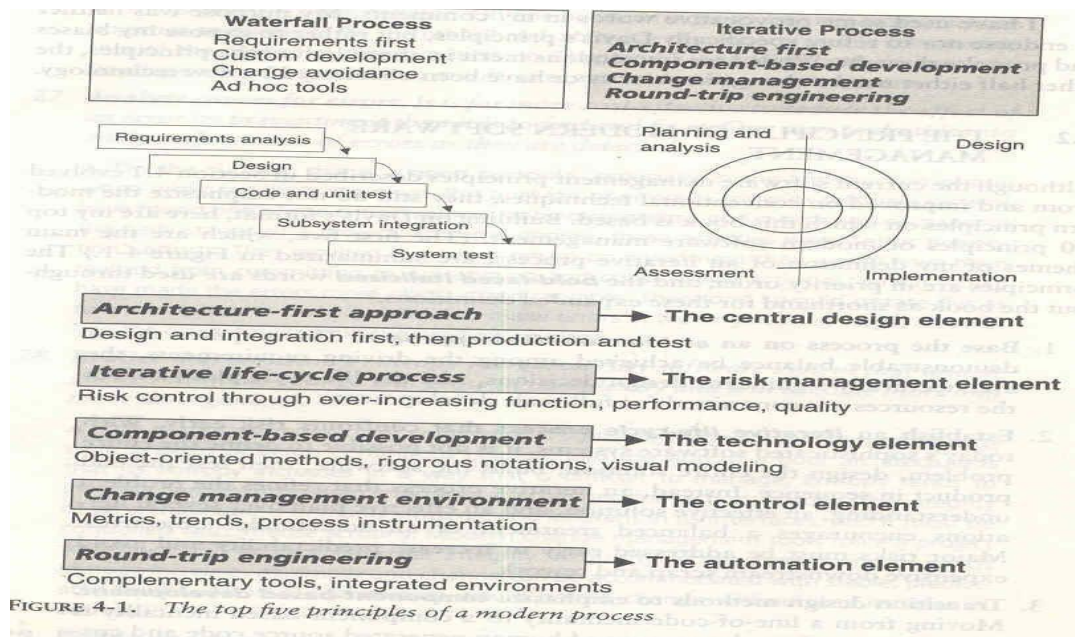 Waterfall Process
Requirements first
Custom development
Change avoidance
Ad hoc tools
Iterative Process
Architecture first
Component-based development
Change management
Round-trip engineering
Requirements analysis
Design
Code and unit test
Subsystem integration
System test
Planning and
analysis
Design
Assessment
Implementation
Architecture-first approach
The central design element
Design and integration first, then production and test
Iterative life-cycle process
The risk management element
Risk control through ever-increasing function, performance, quality
Component-based development
The technology element
Object-oriented methods, rigorous notations, visual modeling
Change management environment
The control element
Metrics, trends, process instrumentation
Round-trip engineering
The automation element
Complementary tools, integrated environments
FIGURE 4-1. The top five principles of a modern process